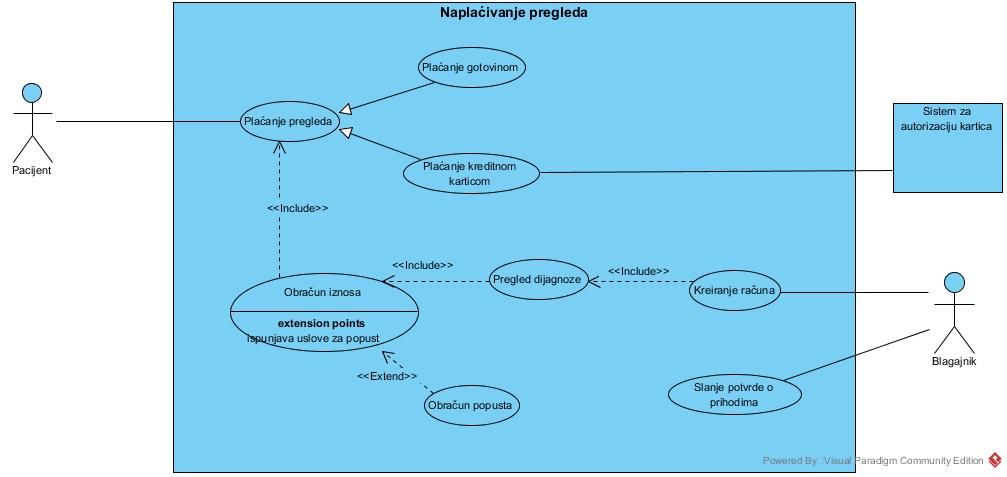 Naplaćivanje pregleda
Plaćanje gotovinom
Plaćanje pregleda
Pacijent
Plaćanje kreditnom
karticom
Sistem za
autorizaciju kartica
<<Include>>
<<Include>>
<<Include>>
Pregled dijagnoze
Kreiranje računa
Obračun iznosa
extension points
ispunjava uslove za popust
Blagajnik
<<Extend>>
Obračun popusta
Slanje potvrde o
prihodima
Powered By Visual Paradigm Community Edition